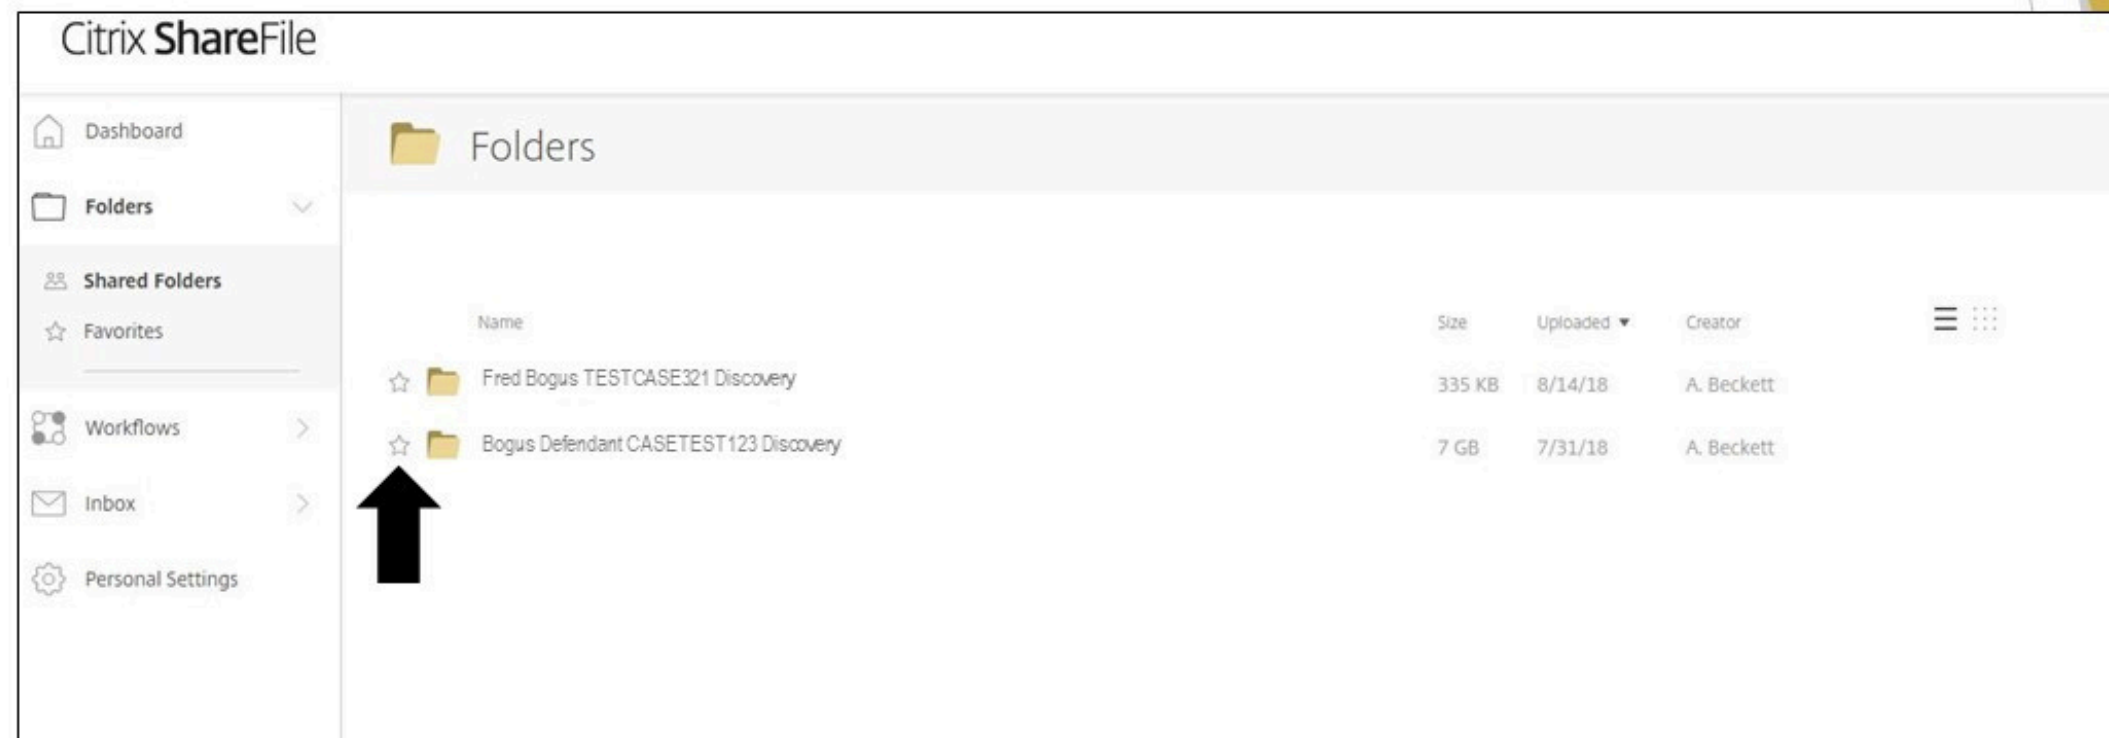 Citrix ShareFile
Dashboard
Folders
Shared Folders
Favorites
Workflows
Inbox
Personal Settings
Folders
Name Size Uploaded ▼ Creator
Fred Bogus TESTCASE321 Discovery 335 KB 8/14/18 A. Beckett
Bogus Defendant CASETEST123 Discovery 7 GB 7/31/18 A. Beckett